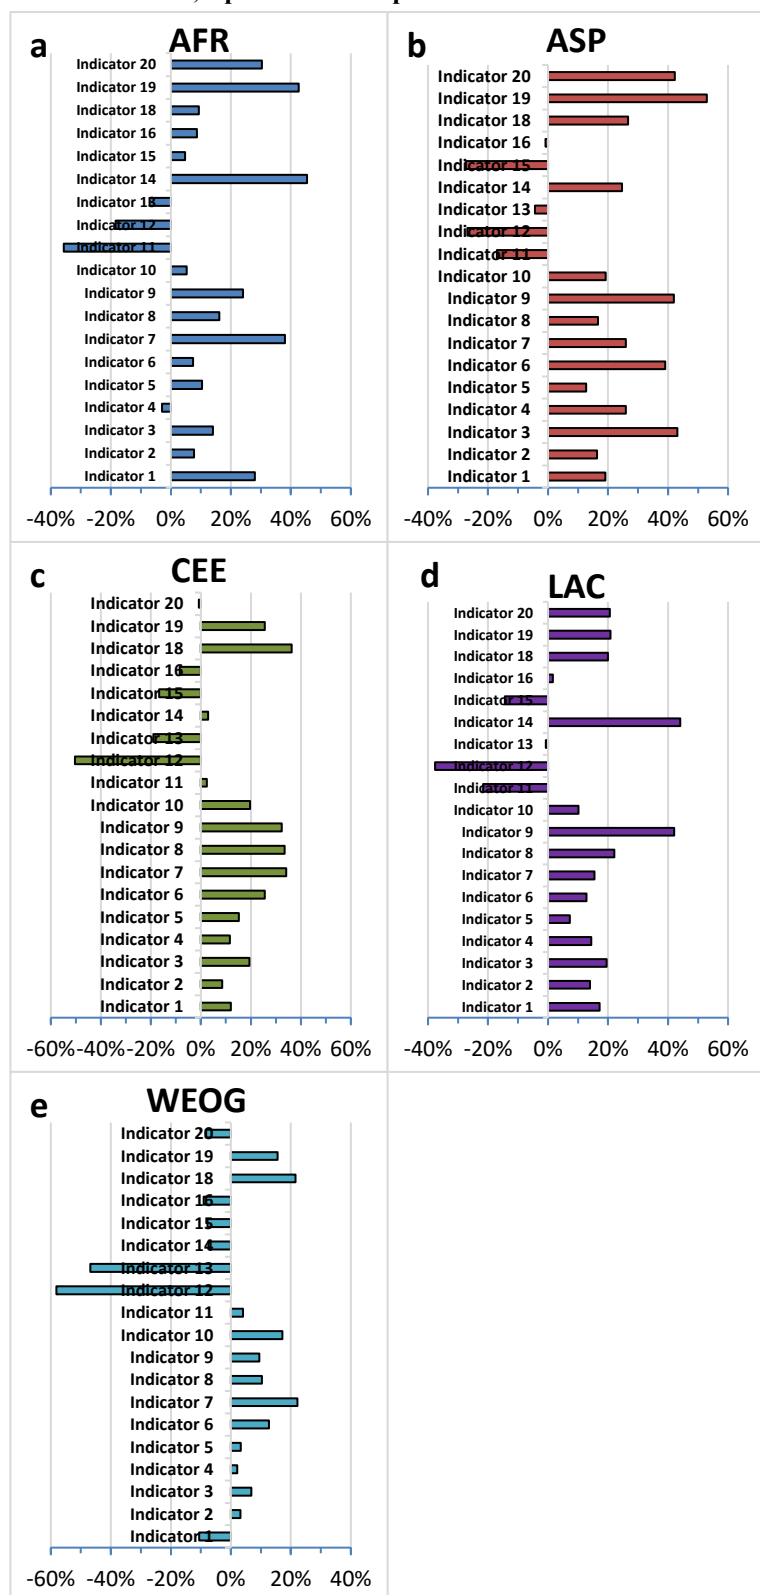 a
AFR
Indicator 20
Indicator 19
Indicator 18
Indicator 16
Indicator 15
Indicator 14
Indicator 13
Indicator 12
Indicator 11
Indicator 10
Indicator 9
Indicator 8
Indicator 7
Indicator 6
Indicator 5
Indicator 4
Indicator 3
Indicator 2
Indicator 1
-40% -20% 0% 20% 40% 60%
b
ASP
Indicator 20
Indicator 19
Indicator 18
Indicator 16
Indicator 15
Indicator 14
Indicator 13
Indicator 12
Indicator 11
Indicator 10
Indicator 9
Indicator 8
Indicator 7
Indicator 6
Indicator 5
Indicator 4
Indicator 3
Indicator 2
Indicator 1
-40% -20% 0% 20% 40% 60%
c
CEE
Indicator 20
Indicator 19
Indicator 18
Indicator 16
Indicator 15
Indicator 14
Indicator 13
Indicator 12
Indicator 11
Indicator 10
Indicator 9
Indicator 8
Indicator 7
Indicator 6
Indicator 5
Indicator 4
Indicator 3
Indicator 2
Indicator 1
-60% -40% -20% 0% 20% 40% 60%
d
LAC
Indicator 20
Indicator 19
Indicator 18
Indicator 16
Indicator 15
Indicator 14
Indicator 13
Indicator 12
Indicator 11
Indicator 10
Indicator 9
Indicator 8
Indicator 7
Indicator 6
Indicator 5
Indicator 4
Indicator 3
Indicator 2
Indicator 1
-40% -20% 0% 20% 40% 60%
e
WEOG
Indicator 20
Indicator 19
Indicator 18
Indicator 16
Indicator 15
Indicator 14
Indicator 13
Indicator 12
Indicator 11
Indicator 10
Indicator 9
Indicator 8
Indicator 7
Indicator 6
Indicator 5
Indicator 4
Indicator 3
Indicator 2
Indicator 1
-60% -40% -20% 0% 20% 40%